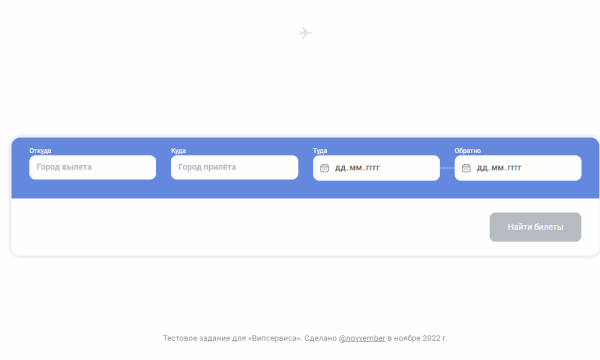 Откуда Куда Туда Обратно
Город вылета Город прилёта дд.мм.гггг дд.мм.гггг
Найти билеты
Тестовое задание для «Випсервиса». Сделано @novvember в ноябре 2022 г.